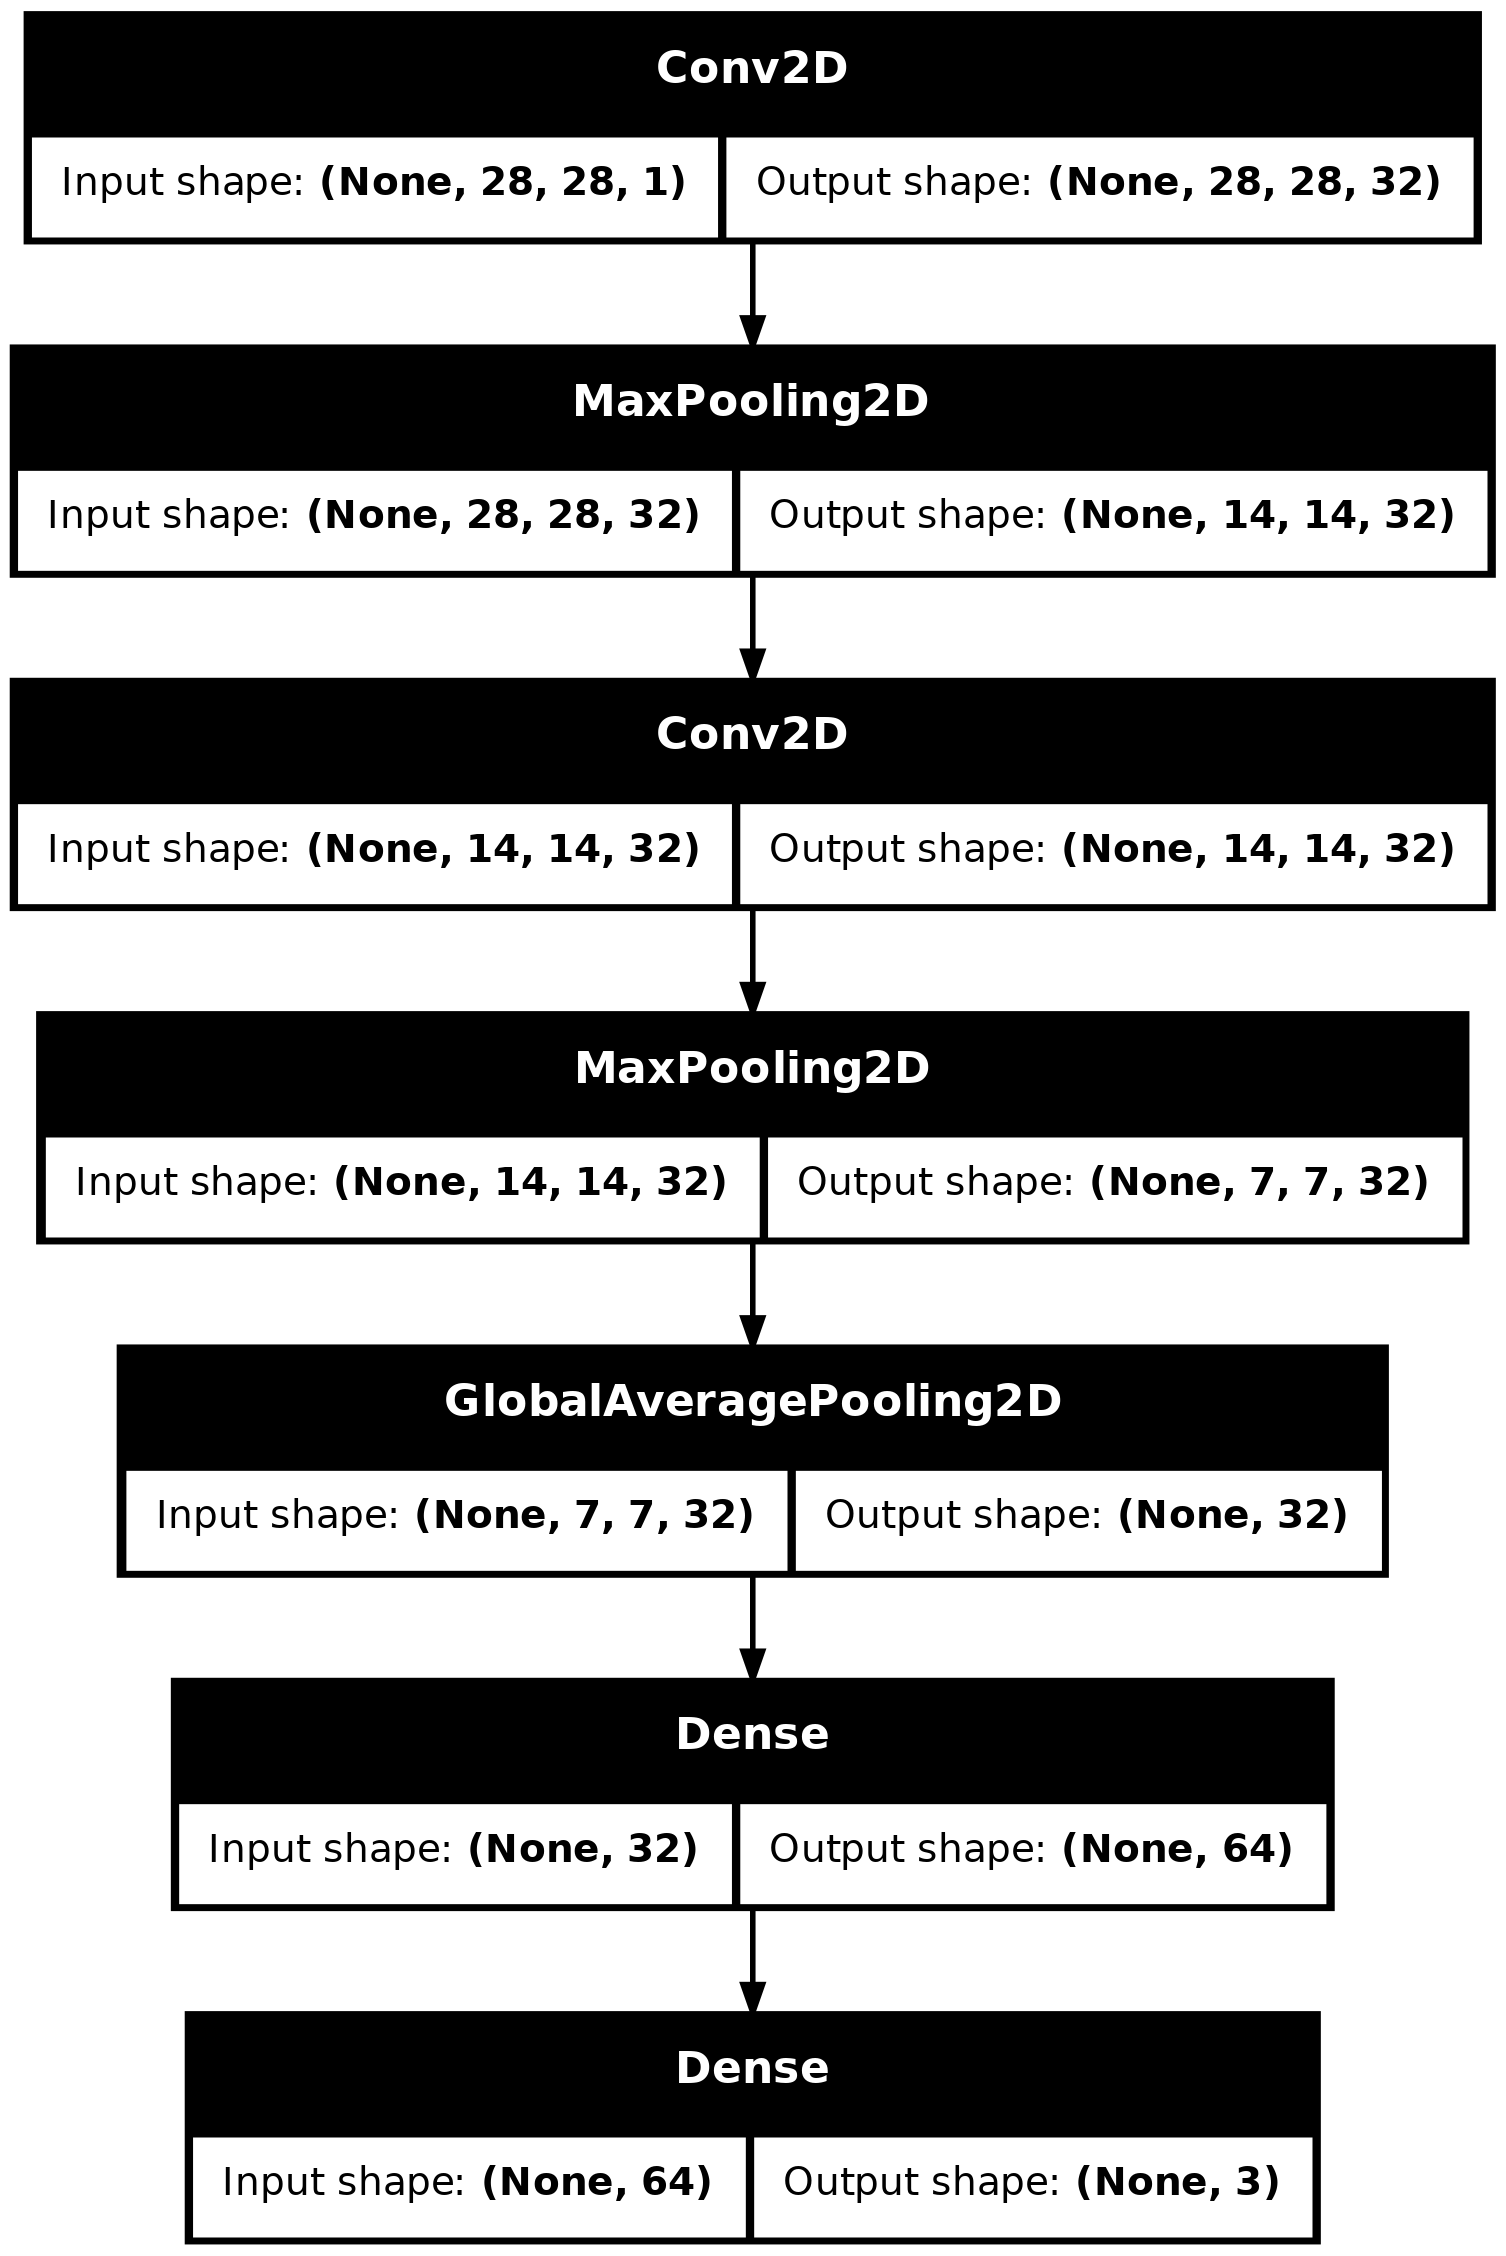 Conv2D
Input shape: (None, 28, 28, 1) Output shape: (None, 28, 28, 32)
MaxPooling2D
Input shape: (None, 28, 28, 32) Output shape: (None, 14, 14, 32)
Conv2D
Input shape: (None, 14, 14, 32) Output shape: (None, 14, 14, 32)
MaxPooling2D
Input shape: (None, 14, 14, 32) Output shape: (None, 7, 7, 32)
GlobalAveragePooling2D
Input shape: (None, 7, 7, 32) Output shape: (None, 32)
Dense
Input shape: (None, 32) Output shape: (None, 64)
Dense
Input shape: (None, 64) Output shape: (None, 3)